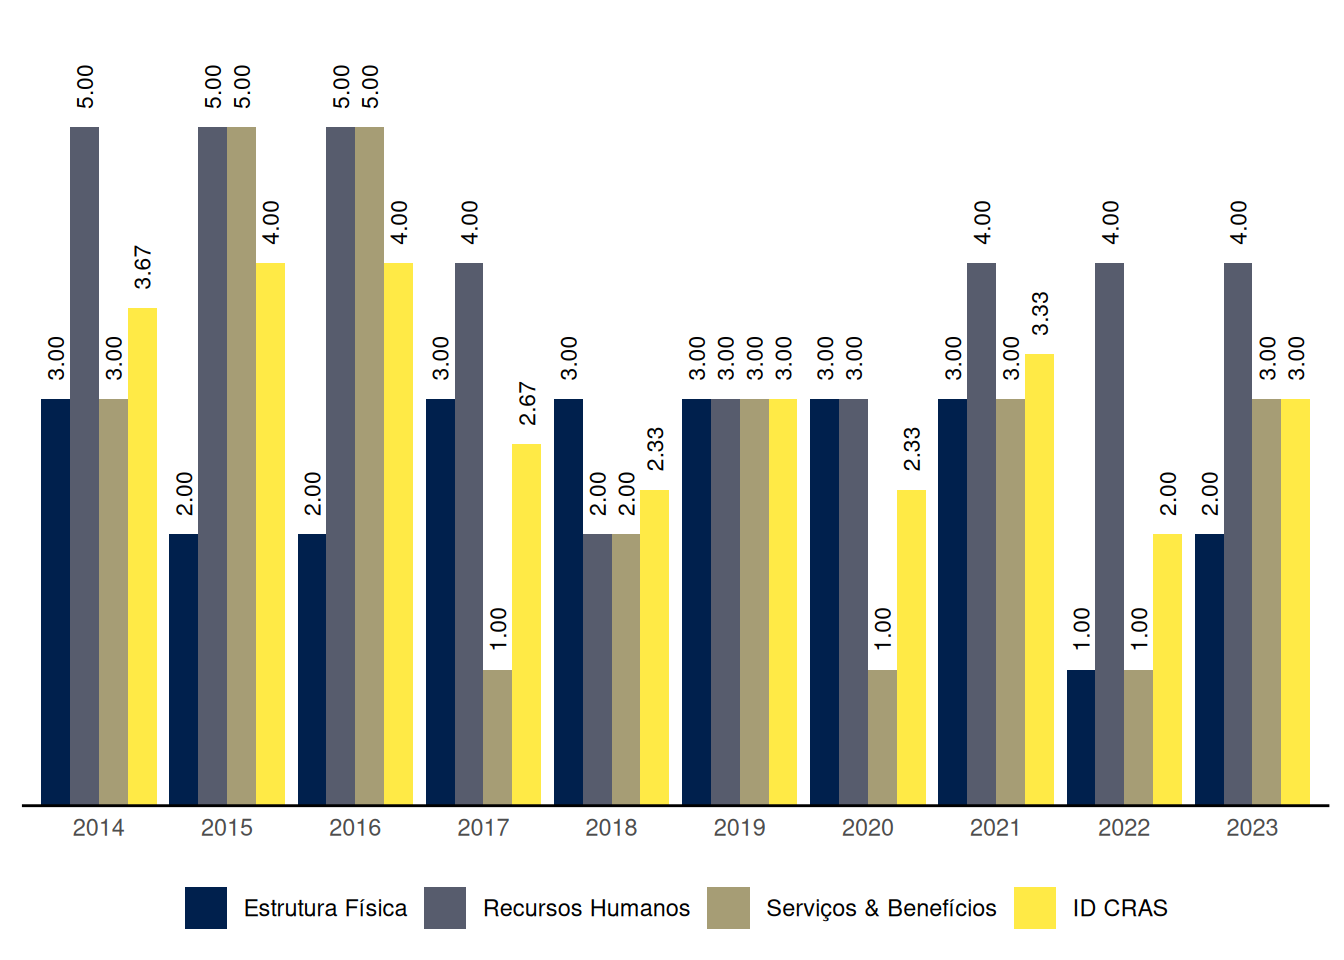 5.00 5.00 5.00 5.00 5.00
4.00 4.00 4.00 4.00 4.00 4.00
3.67
3.33
3.00 3.00 3.00 3.00 3.00 3.00 3.00 3.00 3.00 3.00 3.00 3.00 3.00 3.00
2.67
2.33 2.33
2.00 2.00 2.00 2.00 2.00 2.00
1.00 1.00 1.00 1.00
2014 2015 2016 2017 2018 2019 2020 2021 2022 2023
Estrutura Física Recursos Humanos Serviços & Benefícios ID CRAS